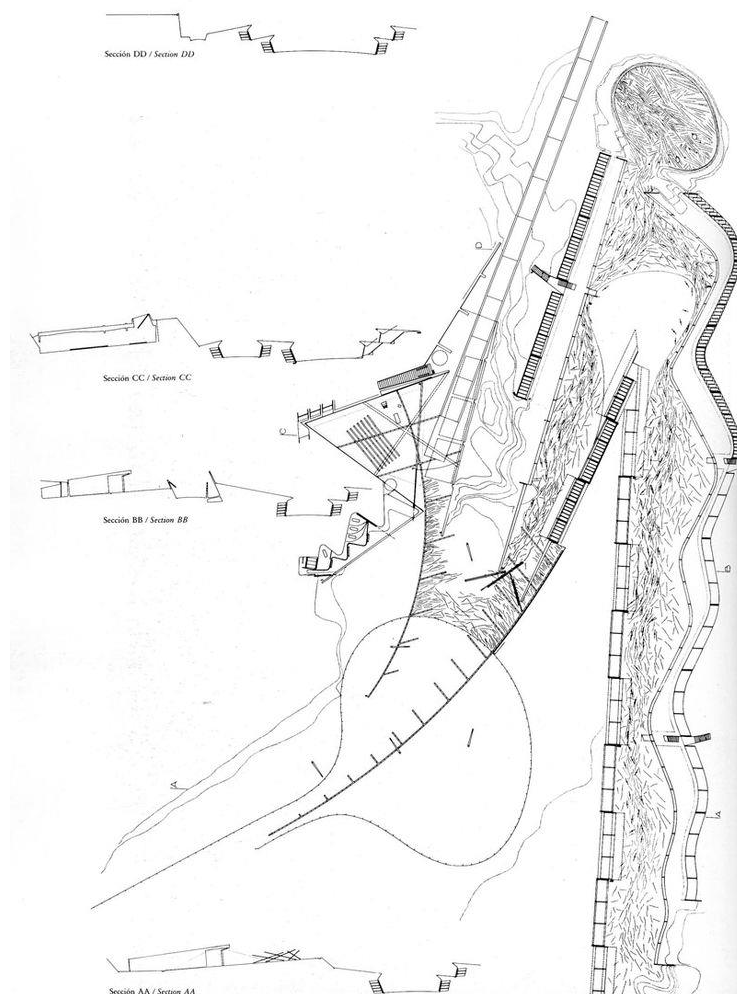 Sección DD / Section DD
Sección CC / Section CC
C
Sección BB / Section BB
B
A
A
Sección AA / Section AA